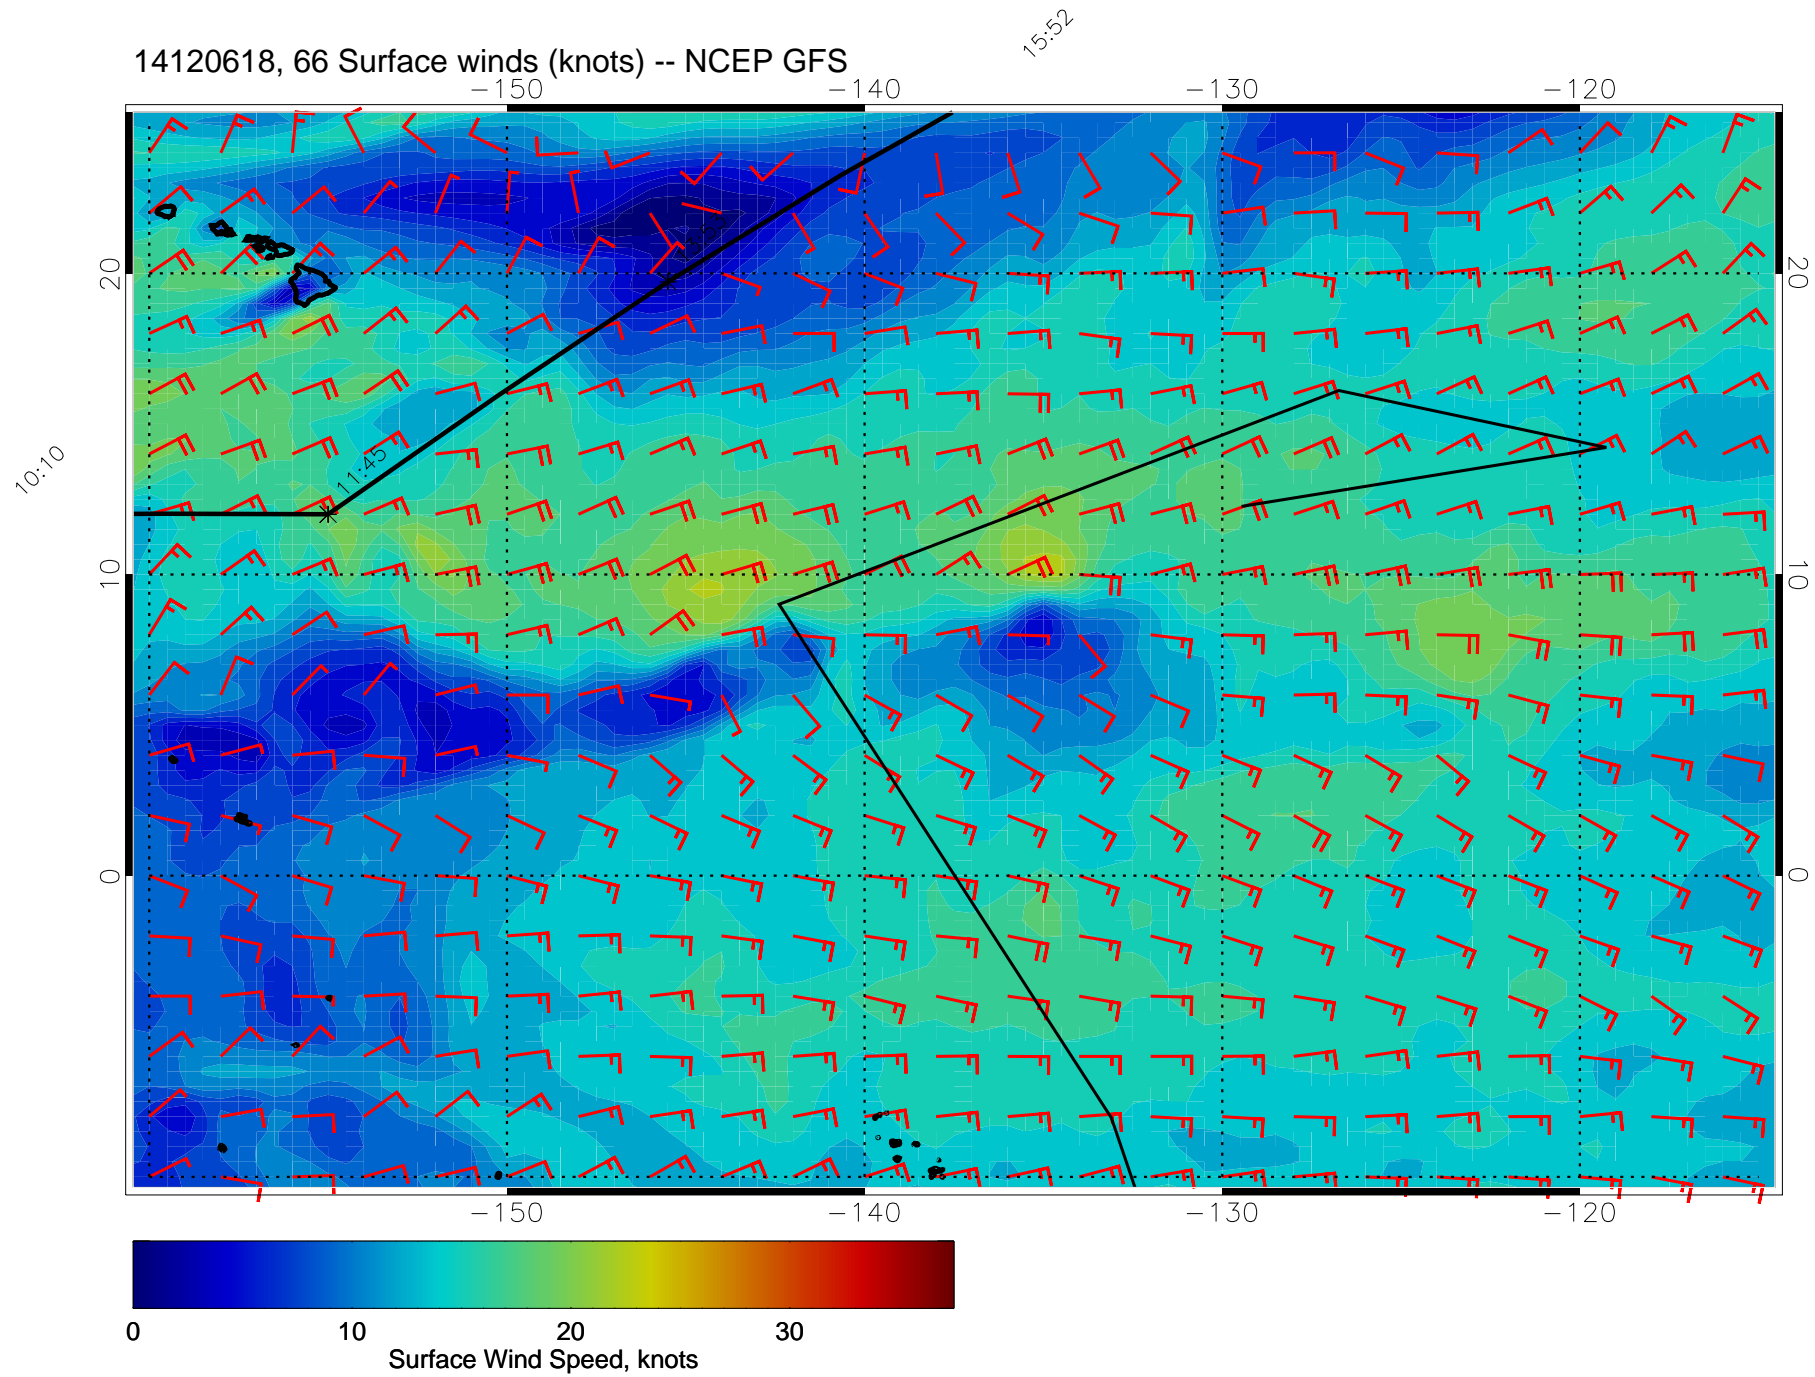 15:52
14120618, 66 Surface winds (knots) -- NCEP GFS
-150 -140 -130 -120
20 20
10:10
11:45
10 10
0 0
-150 -140 -130 -120
0 10 20 30
Surface Wind Speed, knots